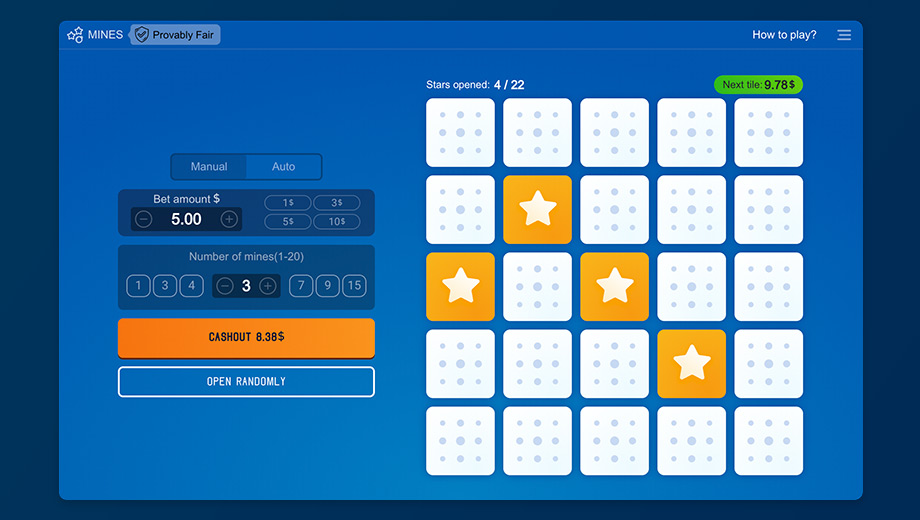 MINES Provably Fair How to play?
Stars opened: 4 / 22 Next tile: 9.78$
Manual Auto
Bet amount $
5.00
1$ 3$
5$ 10$
Number of mines(1-20)
1 3 4 3 7 9 15
CASHOUT 8.38$
OPEN RANDOMLY